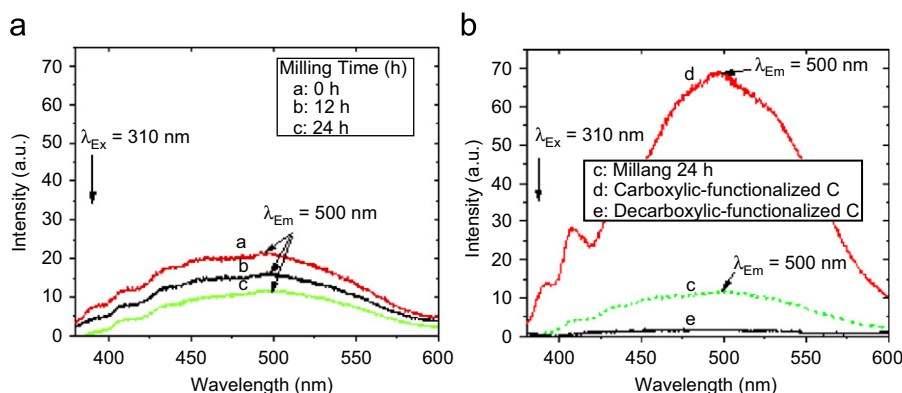 a
Intensity (a.u.)
70
60
50
40
30
20
10
0
Milling Time (h)
a: 0 h
b: 12 h
c: 24 h
λEx = 310 nm
λEm = 500 nm
a
b
c
400
450
500
550
600
Wavelength (nm)
b
Intensity (a.u.)
70
60
50
40
30
20
10
0
d
λEm = 500 nm
λEx = 310 nm
c: Millang 24 h
d: Carboxylic-functionalized C
e: Decarboxylic-functionalized C
λEm = 500 nm
c
e
400
450
500
550
600
Wavelength (nm)